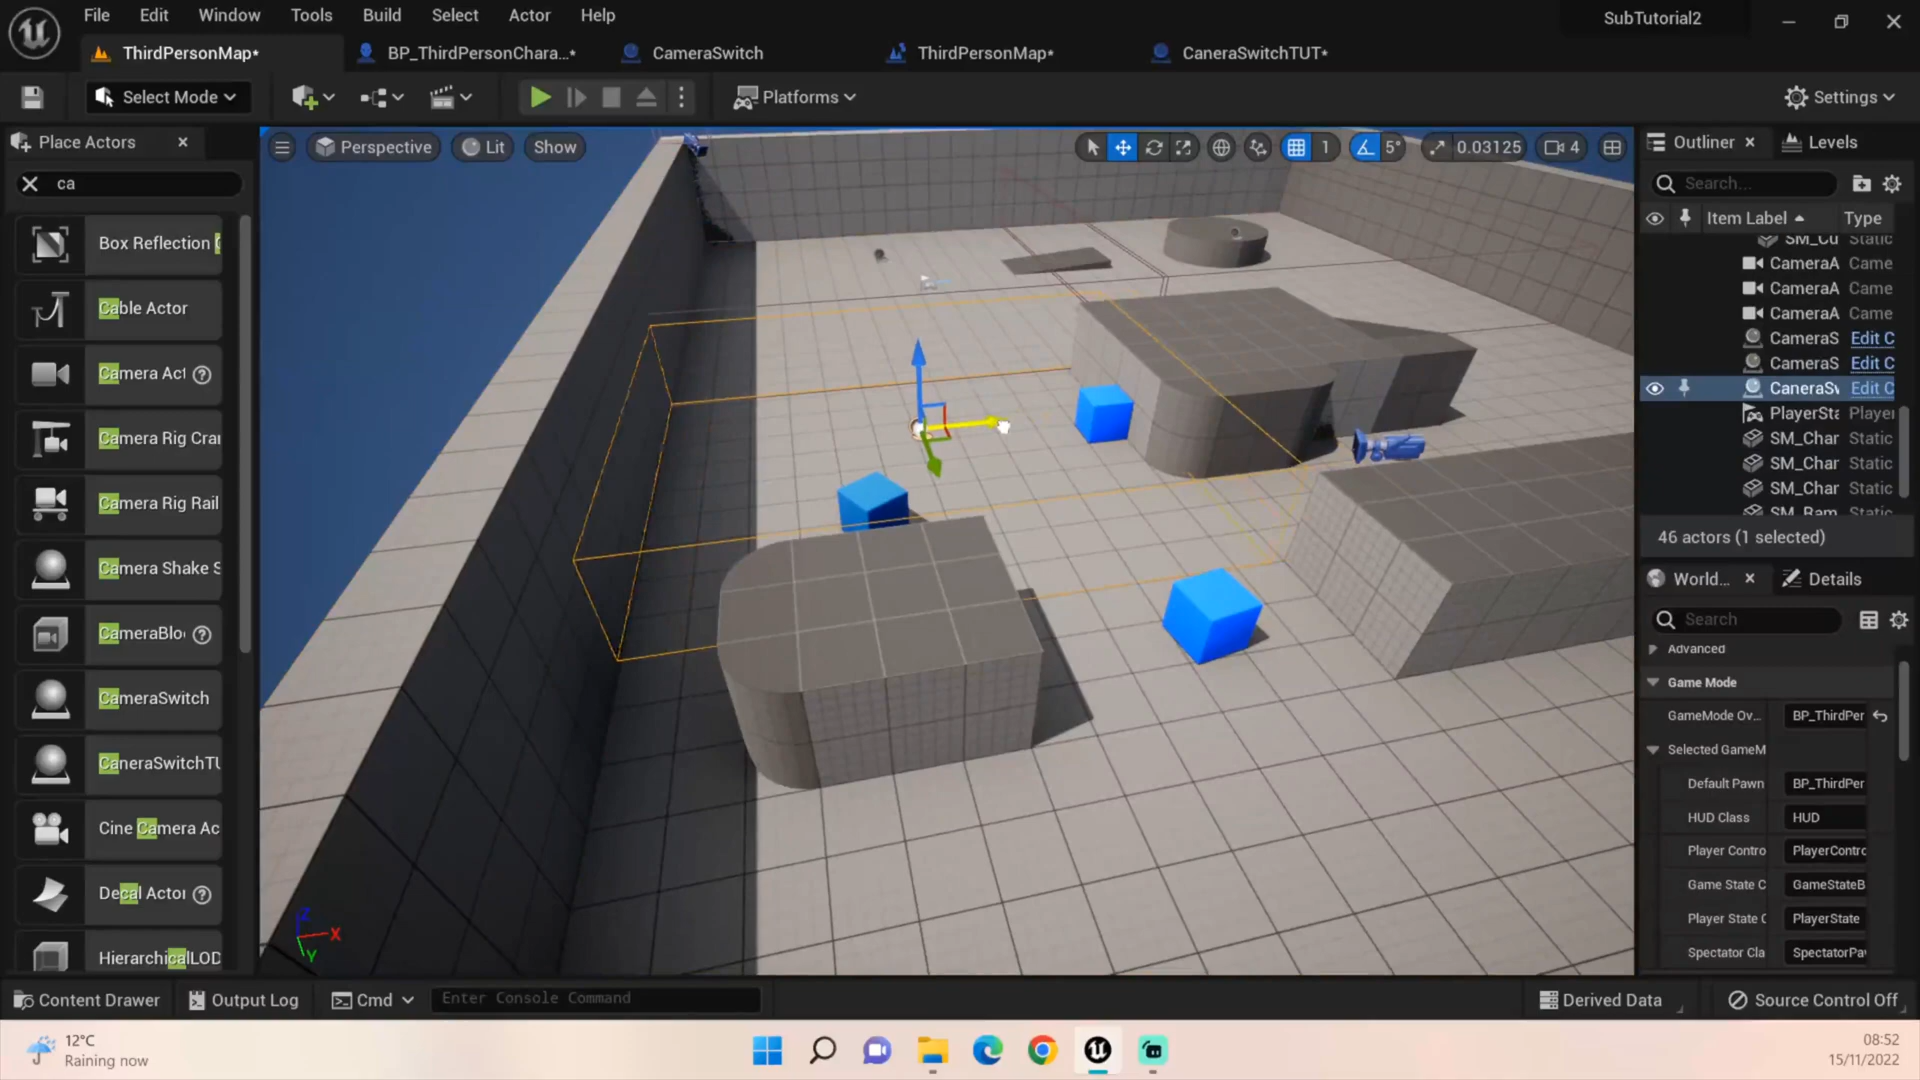 File Edit Window Tools Build Select Actor Help
SubTutorial2
ThirdPersonMap*
BP_ThirdPersonChara...*
CameraSwitch
ThirdPersonMap*
CaneraSwitchTUT*
Select Mode
Platforms
Settings
Place Actors
ca
Box Reflection C
Cable Actor
Camera Act
Camera Rig Cra
Camera Rig Rail
Camera Shake S
CameraBlo
CameraSwitch
CaneraSwitchTU
Cine Camera Ac
Decal Actor
HierarchicalLOD
Perspective
Lit
Show
1
5°
0.03125
4
Z
X
Y
Outliner
Levels
Search...
Item Label
Type
SM_Cu Static
CameraA Came
CameraA Came
CameraA Came
CameraS Edit C
CameraS Edit C
CaneraSw Edit C
PlayerSta Player
SM_Char Static
SM_Char Static
SM_Char Static
SM_Ram Static
46 actors (1 selected)
World...
Details
Search
Advanced
Game Mode
GameMode Ov... BP_ThirdPer
Selected GameM
Default Pawn BP_ThirdPer
HUD Class HUD
Player Contro PlayerContro
Game State C GameStateB
Player State C PlayerState
Spectator Cla SpectatorPa
Content Drawer
Output Log
Cmd
Enter Console Command
Derived Data
Source Control Off
12°C
Raining now
08:52
15/11/2022